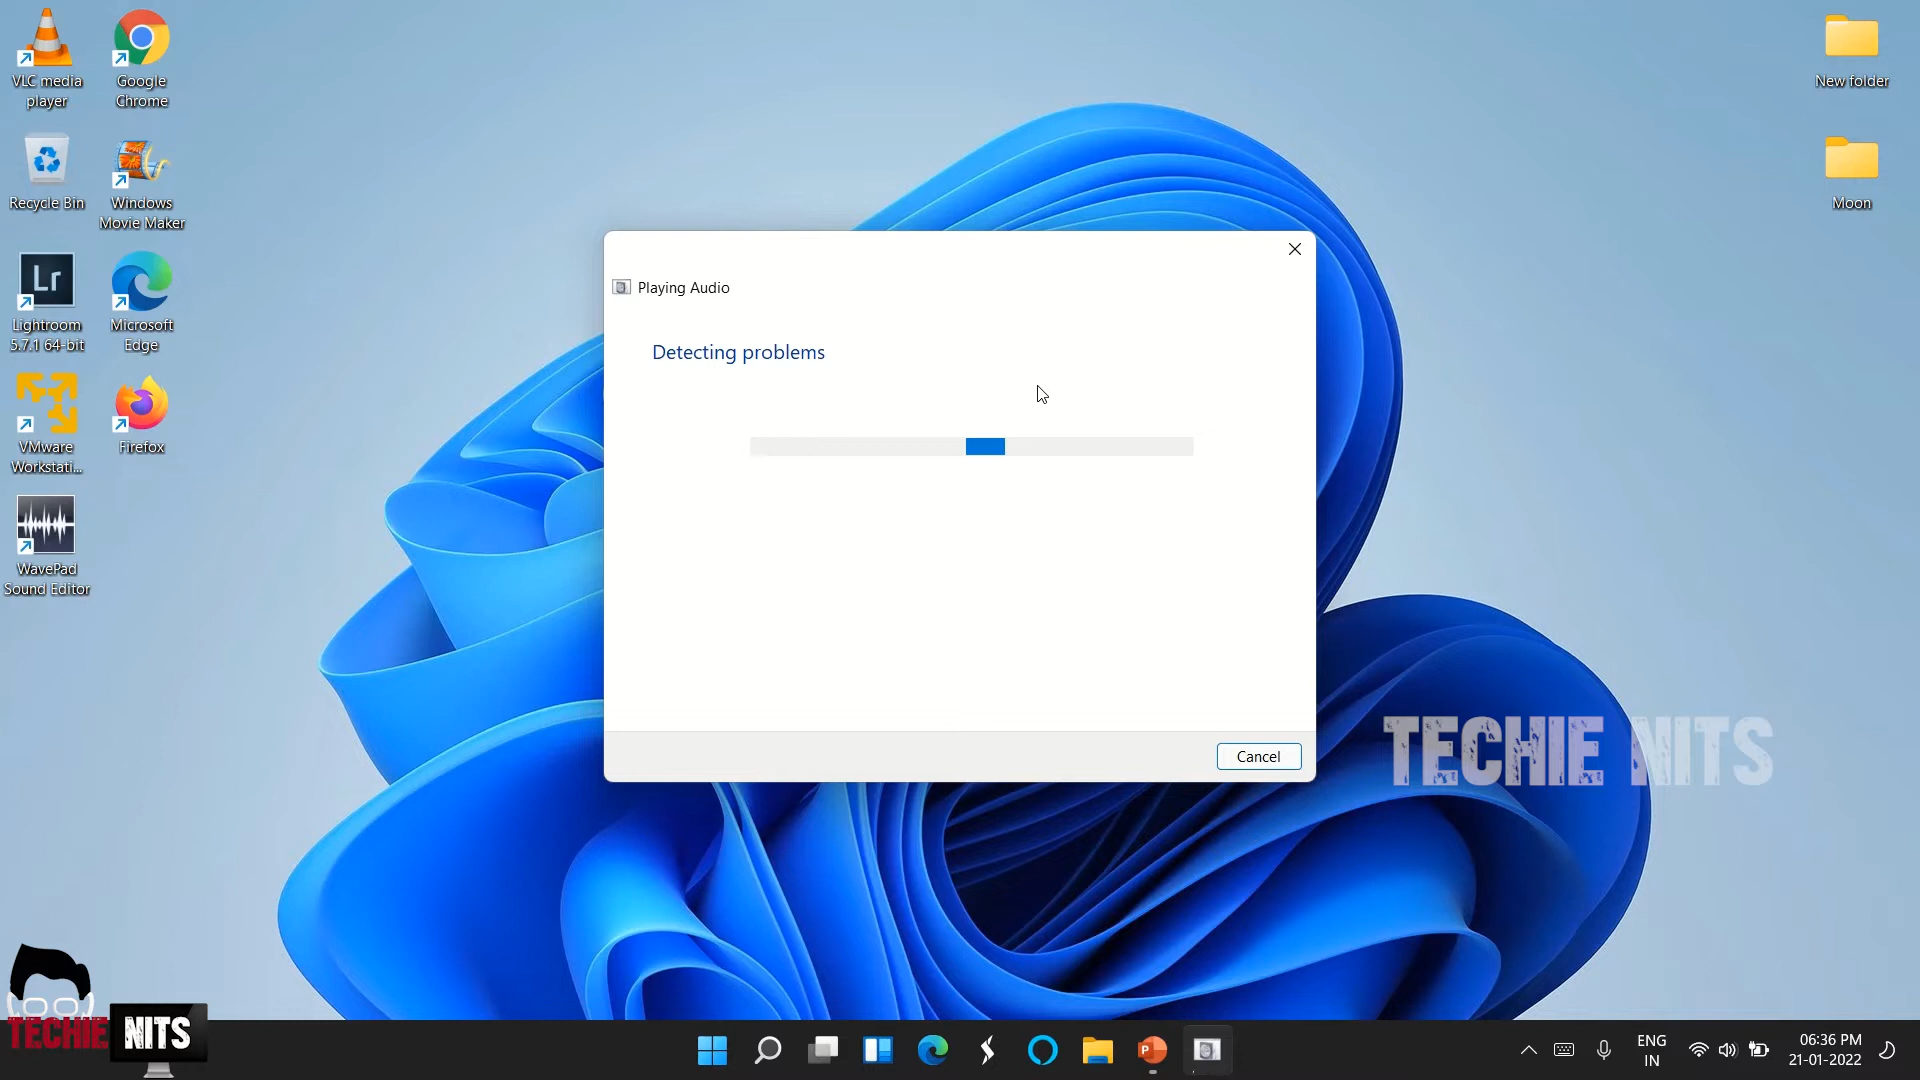 VLC media
player
Google
Chrome
Recycle Bin
Windows
Movie Maker
Lr
Lightroom
5.7.1 64-bit
Microsoft
Edge
VMware
Workstati...
Firefox
WavePad
Sound Editor
New folder
Moon
Playing Audio
Detecting problems
Cancel
TECHIE NITS
TECHIE NITS
P
ENG
IN
06:36 PM
21-01-2022